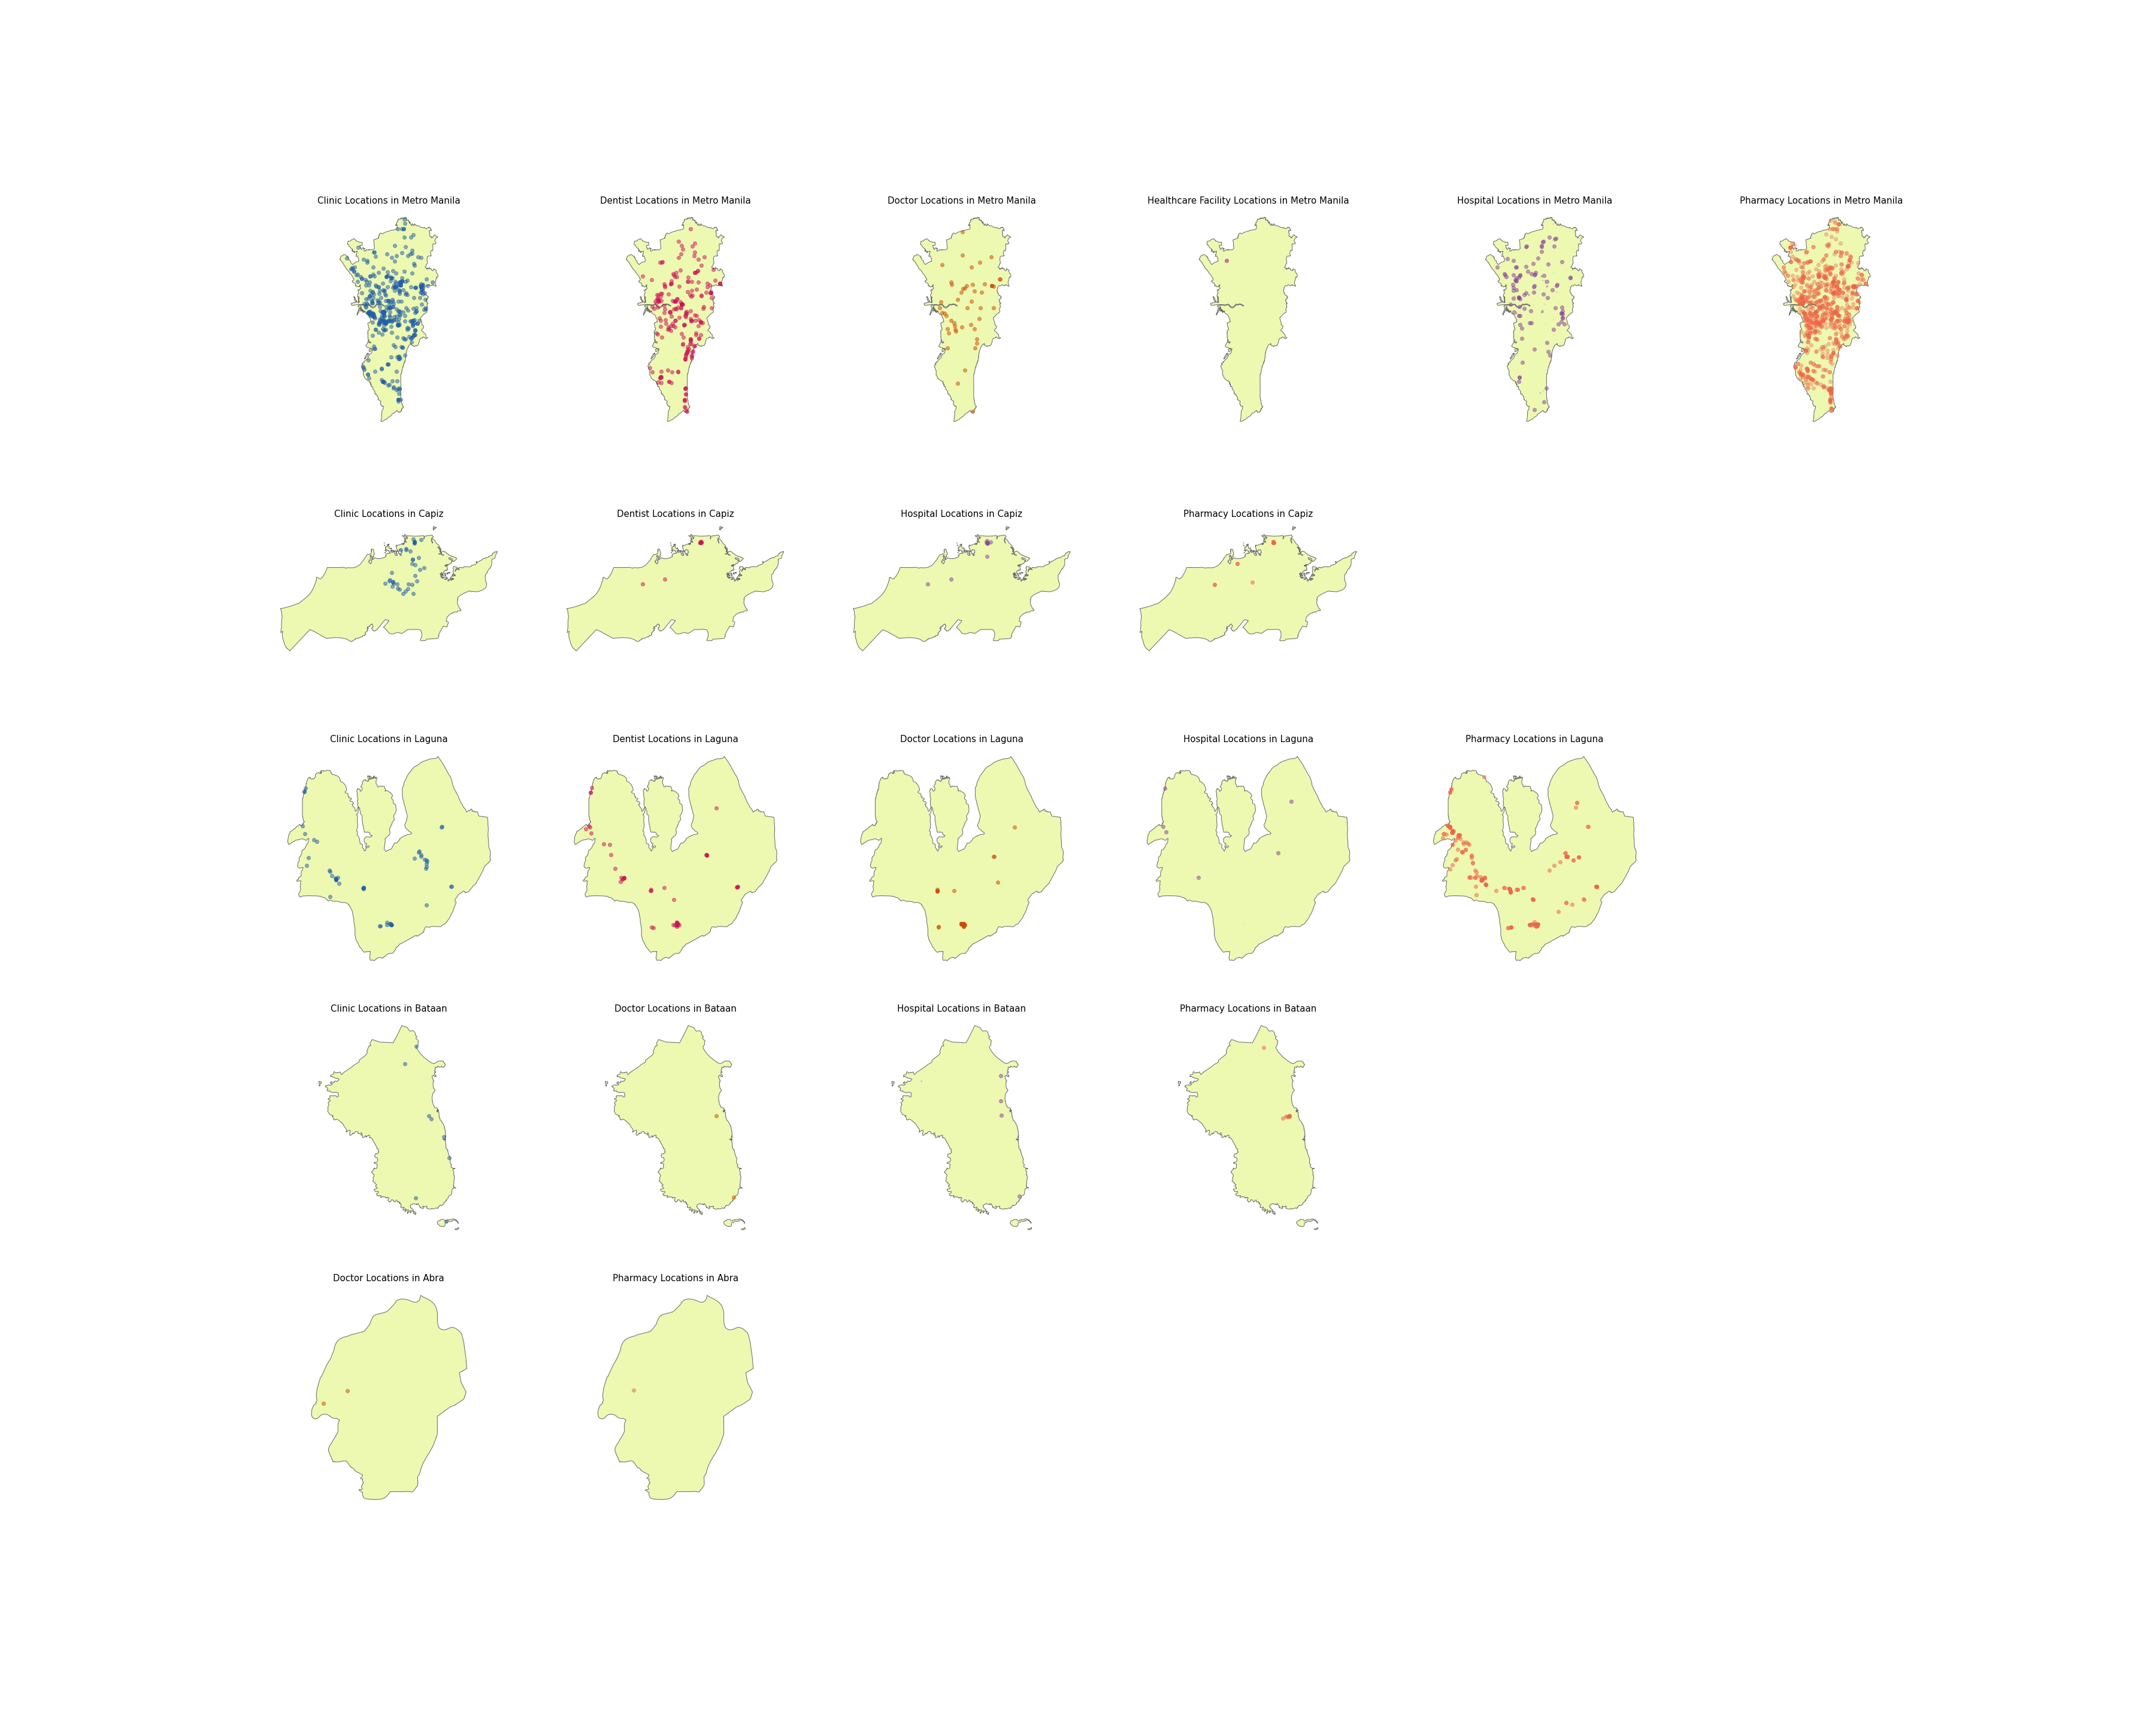 Clinic Locations in Metro Manila
Dentist Locations in Metro Manila
Doctor Locations in Metro Manila
Healthcare Facility Locations in Metro Manila
Hospital Locations in Metro Manila
Pharmacy Locations in Metro Manila
Clinic Locations in Capiz
Dentist Locations in Capiz
Hospital Locations in Capiz
Pharmacy Locations in Capiz
Clinic Locations in Laguna
Dentist Locations in Laguna
Doctor Locations in Laguna
Hospital Locations in Laguna
Pharmacy Locations in Laguna
Clinic Locations in Bataan
Doctor Locations in Bataan
Hospital Locations in Bataan
Pharmacy Locations in Bataan
Doctor Locations in Abra
Pharmacy Locations in Abra